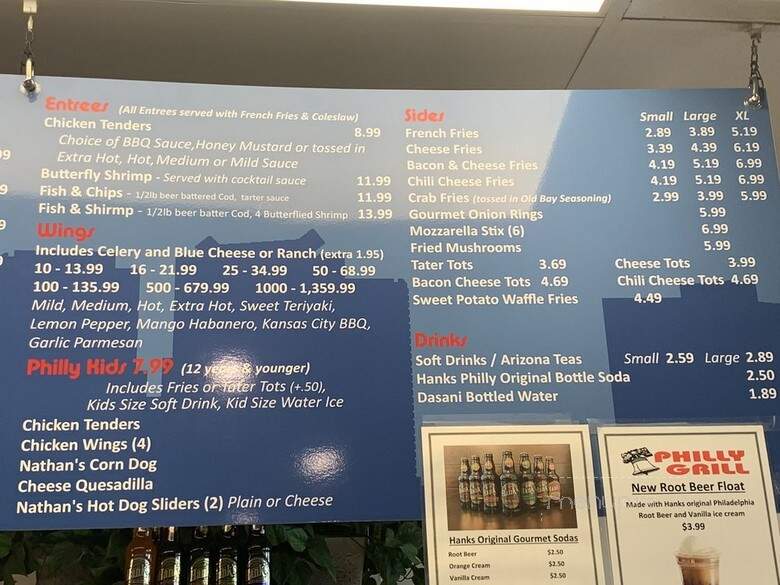 Entrees (All Entrees served with French Fries & Coleslaw)
Chicken Tenders 8.99
Choice of BBQ Sauce, Honey Mustard or tossed in
Extra Hot, Hot, Medium or Mild Sauce
Butterfly Shrimp - Served with cocktail sauce 11.99
Fish & Chips - 1/2lb beer battered Cod, tarter sauce 11.99
Fish & Shirmp - 1/2lb beer batter Cod, 4 Butterflied Shrimp 13.99
Wings
Includes Celery and Blue Cheese or Ranch (extra 1.95)
10 - 13.99 16 - 21.99 25 - 34.99 50 - 68.99
100 - 135.99 500 - 679.99 1000 - 1,359.99
Mild, Medium, Hot, Extra Hot, Sweet Teriyaki,
Lemon Pepper, Mango Habanero, Kansas City BBQ,
Garlic Parmesan
Philly Kids 7.99 (12 years & younger)
Includes Fries or Tater Tots (+.50),
Kids Size Soft Drink, Kid Size Water Ice
Chicken Tenders
Chicken Wings (4)
Nathan's Corn Dog
Cheese Quesadilla
Nathan's Hot Dog Sliders (2) Plain or Cheese
Sides Small Large XL
French Fries 2.89 3.89 5.19
Cheese Fries 3.39 4.39 6.19
Bacon & Cheese Fries 4.19 5.19 6.99
Chili Cheese Fries 4.19 5.19 6.99
Crab Fries (tossed in Old Bay Seasoning) 2.99 3.99 5.99
Gourmet Onion Rings 5.99
Mozzarella Stix (6) 6.99
Fried Mushrooms 5.99
Tater Tots 3.69 Cheese Tots 3.99
Bacon Cheese Tots 4.69 Chili Cheese Tots 4.69
Sweet Potato Waffle Fries 4.49
Drinks
Soft Drinks / Arizona Teas Small 2.59 Large 2.89
Hanks Philly Original Bottle Soda 2.50
Dasani Bottled Water 1.89
Hanks Original Gourmet Sodas
Root Beer $2.50
Orange Cream $2.50
Vanilla Cream $2.50
PHILLY
GRILL
New Root Beer Float
Made with Hanks original Philadelphia
Root Beer and Vanilla ice cream
$3.99